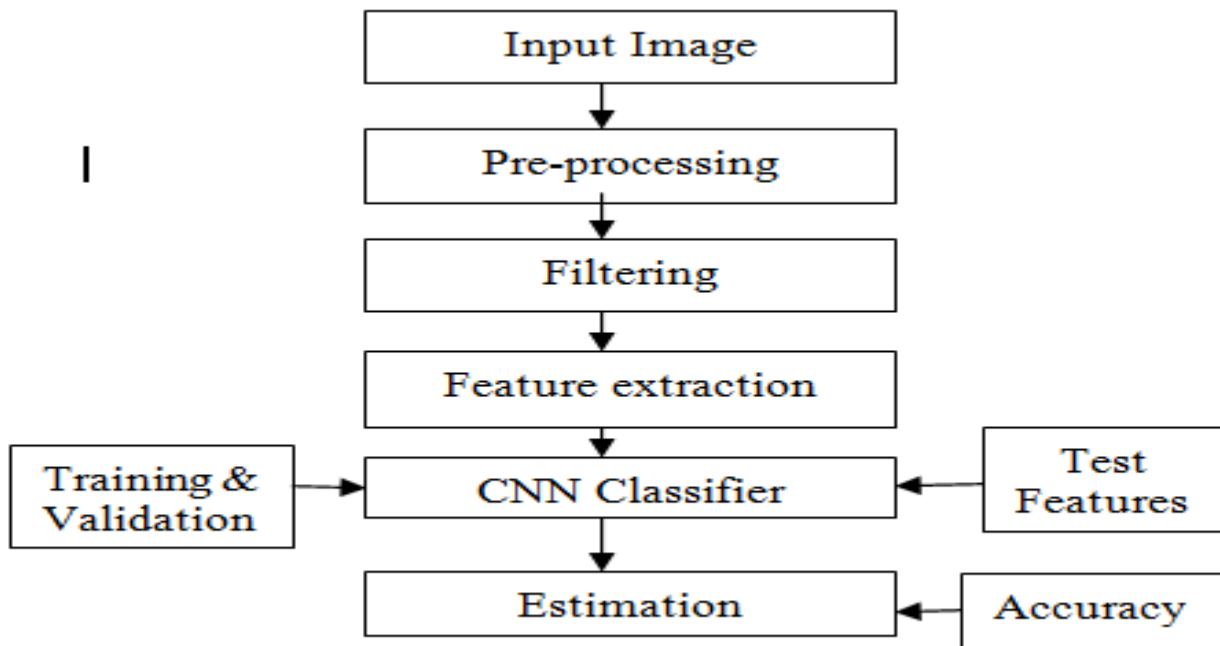 Input Image
Pre-processing
Filtering
Feature extraction
Training &
Validation
CNN Classifier
Test
Features
Estimation
Accuracy